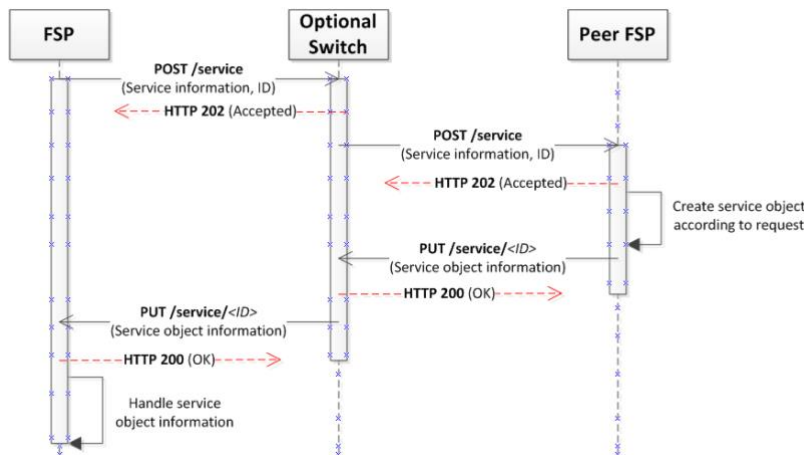 FSP
Optional
Switch
Peer FSP
POST /service
(Service information, ID)
HTTP 202 (Accepted)
POST /service
(Service information, ID)
HTTP 202 (Accepted)
Create service object
according to request
PUT /service/<ID>
(Service object information)
HTTP 200 (OK)
PUT /service/<ID>
(Service object information)
HTTP 200 (OK)
Handle service
object information